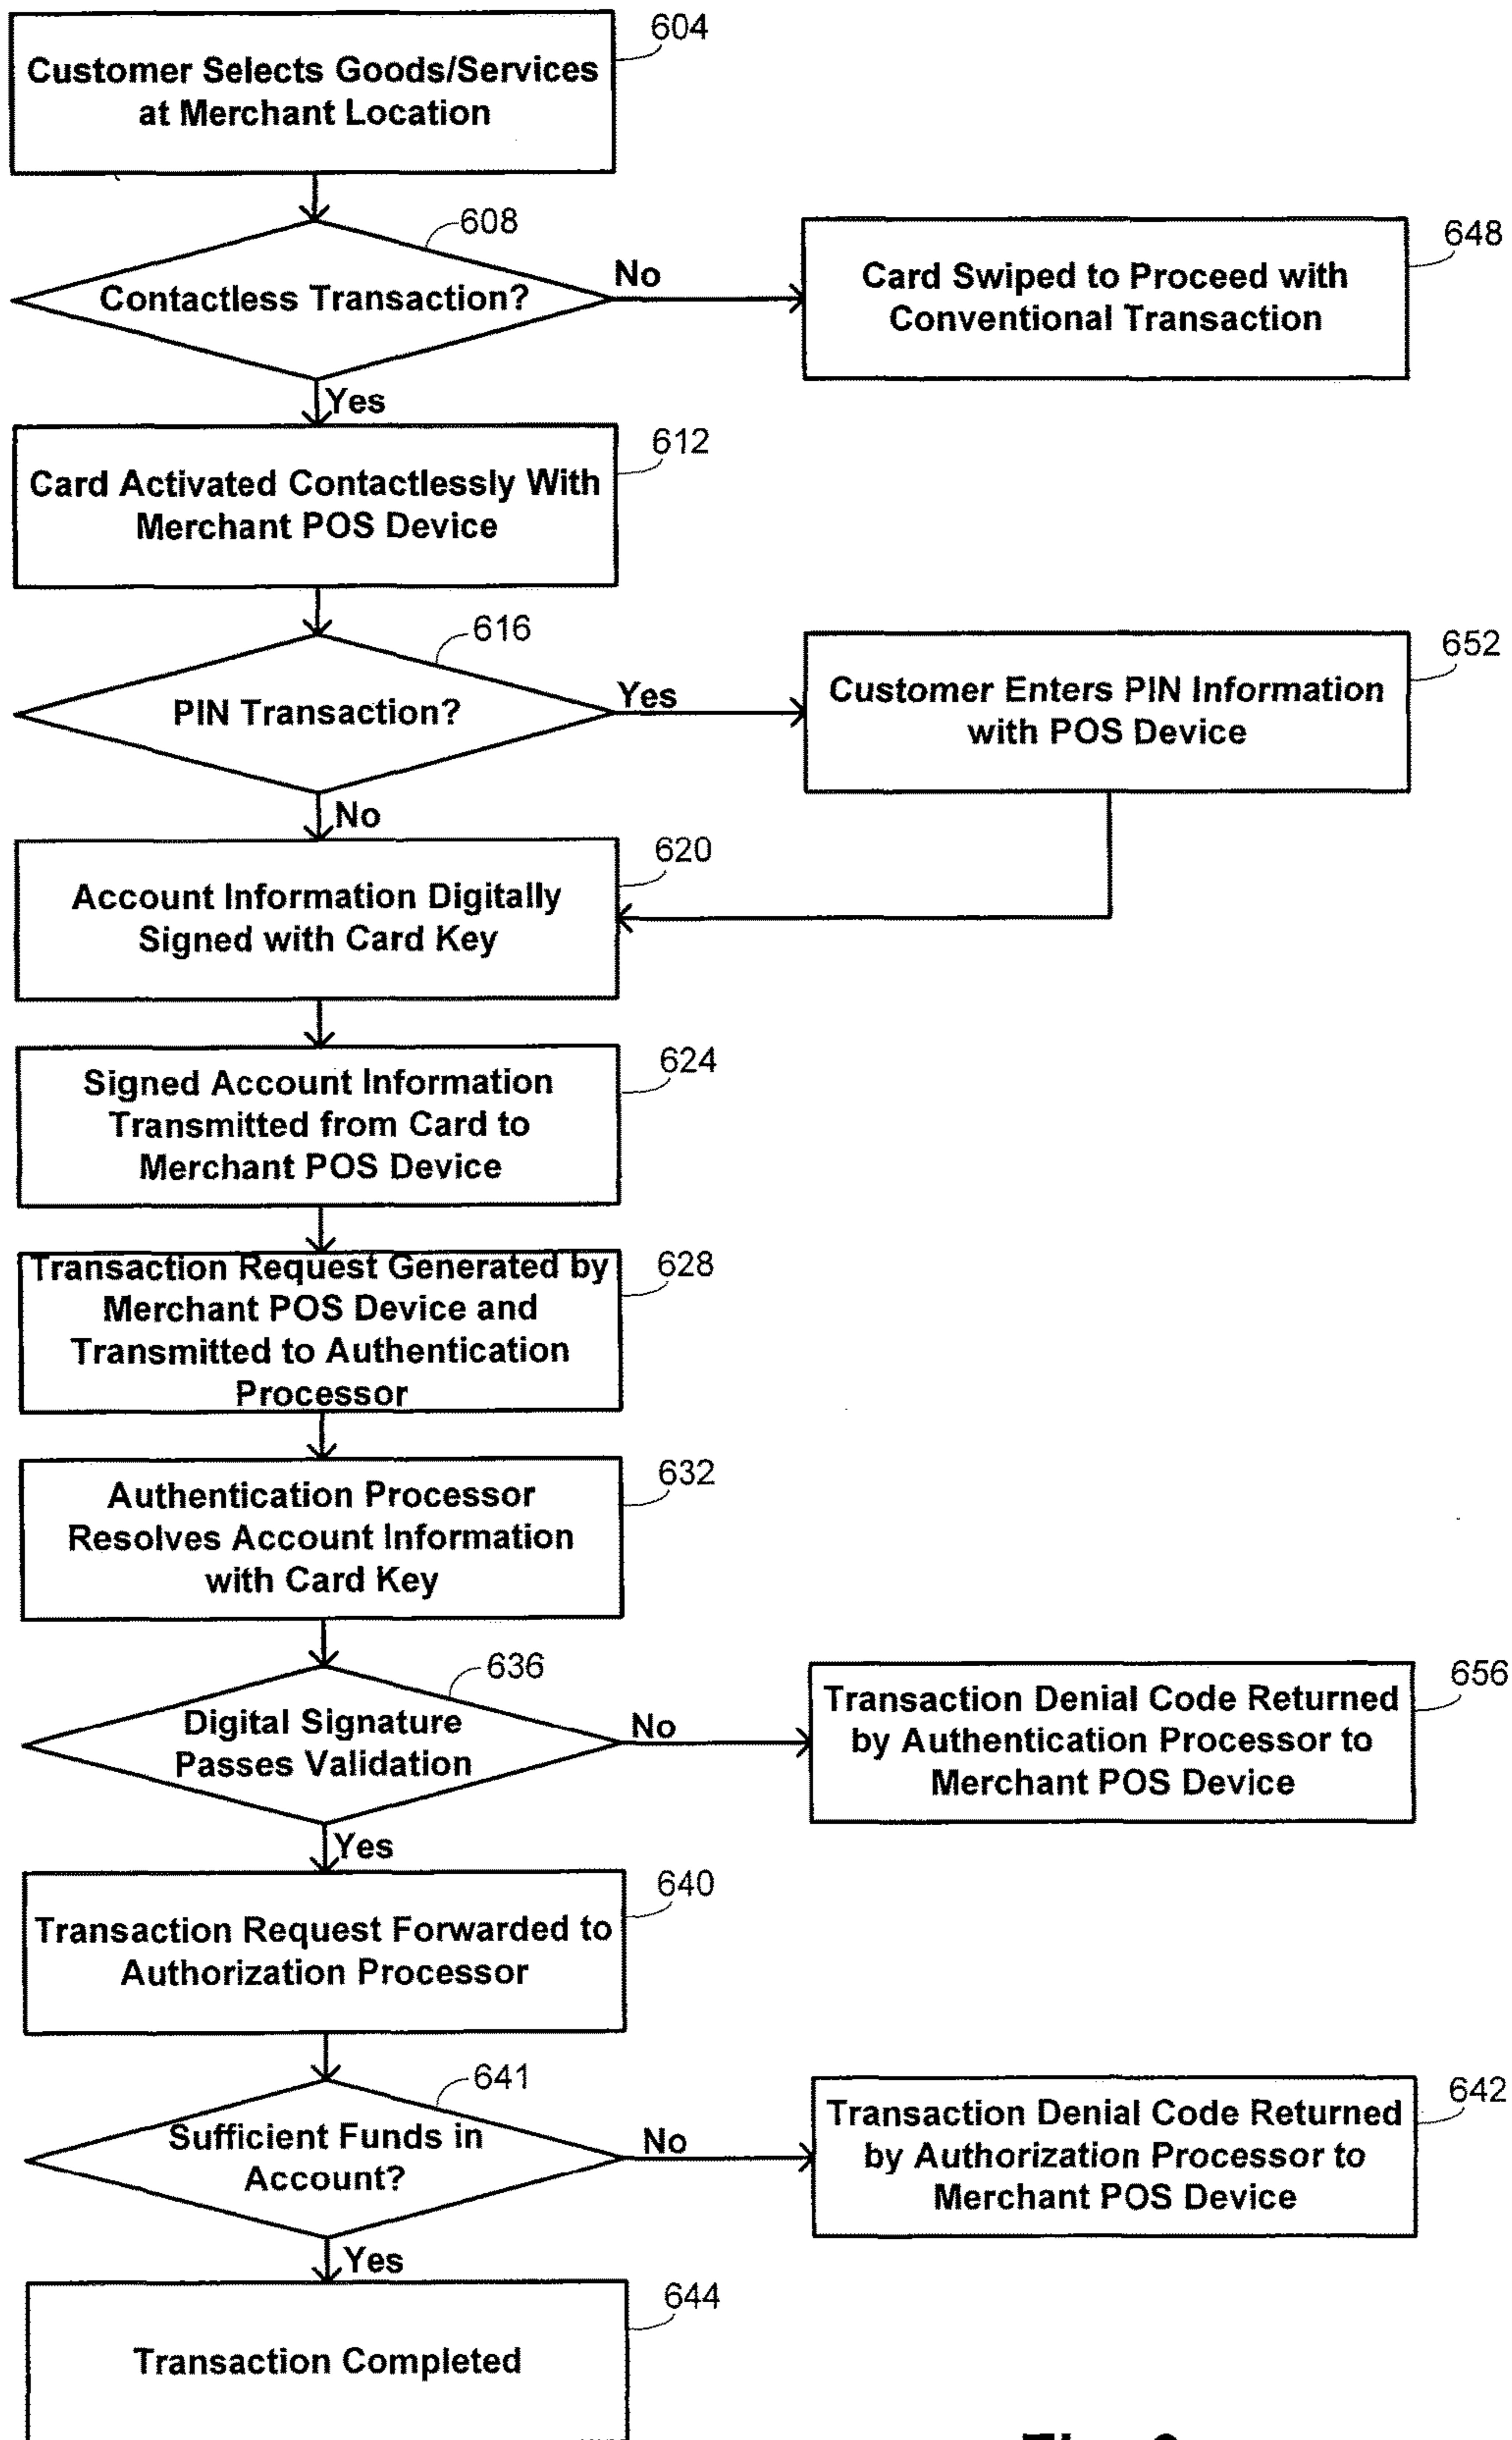 604
Customer Selects Goods/Services
at Merchant Location
608
Contactless Transaction?
No
648
Card Swiped to Proceed with
Conventional Transaction
Yes
612
Card Activated Contactlessly With
Merchant POS Device
616
PIN Transaction?
Yes
652
Customer Enters PIN Information
with POS Device
No
620
Account Information Digitally
Signed with Card Key
624
Signed Account Information
Transmitted from Card to
Merchant POS Device
628
Transaction Request Generated by
Merchant POS Device and
Transmitted to Authentication
Processor
632
Authentication Processor
Resolves Account Information
with Card Key
636
Digital Signature
Passes Validation
No
656
Transaction Denial Code Returned
by Authentication Processor to
Merchant POS Device
Yes
640
Transaction Request Forwarded to
Authorization Processor
641
Sufficient Funds in
Account?
No
642
Transaction Denial Code Returned
by Authorization Processor to
Merchant POS Device
Yes
644
Transaction Completed